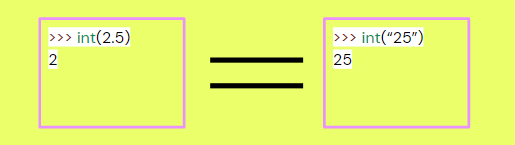 >>> int(2.5)
2
>>> int(“25”)
25